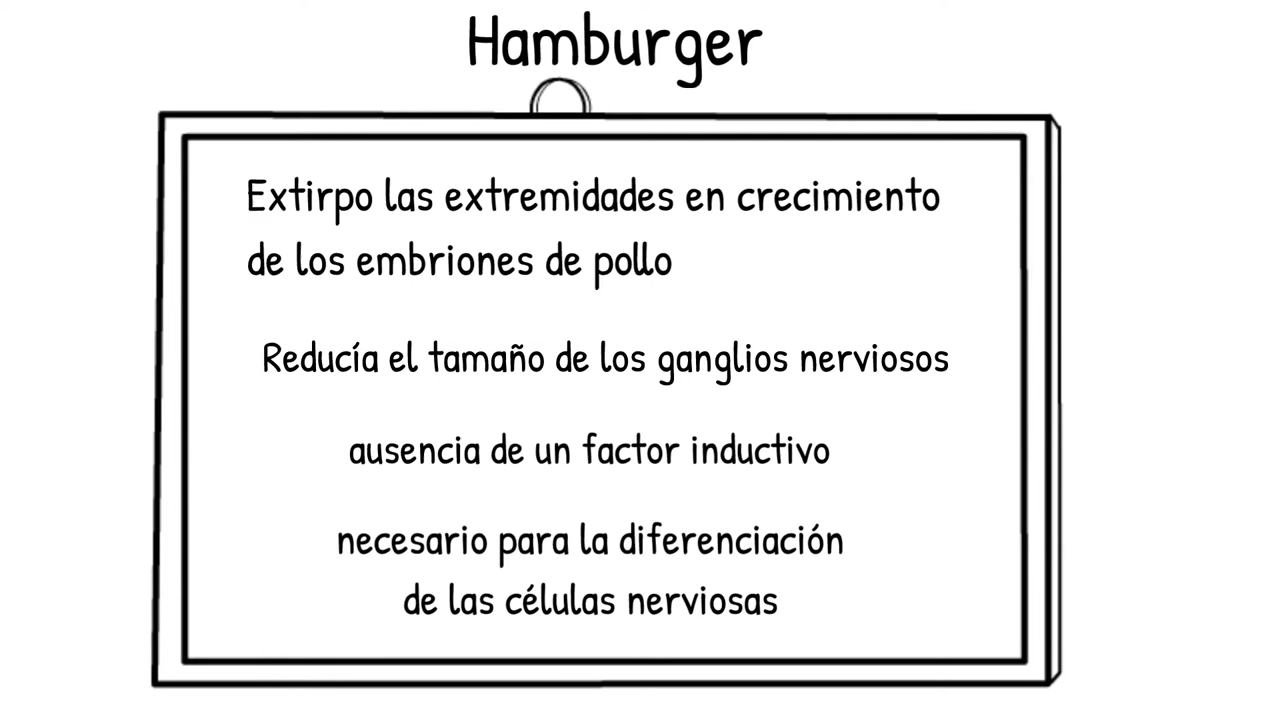 Hamburger
Extirpo las extremidades en crecimiento
de los embriones de pollo
Reducía el tamaño de los ganglios nerviosos
ausencia de un factor inductivo
necesario para la diferenciación
de las células nerviosas